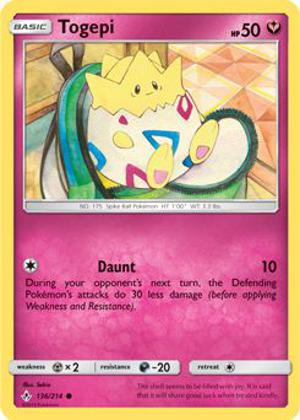 BASIC Togepi HP 50
NO. 175 Spike Ball Pokémon HT: 1'00" WT: 3.3 lbs.
Daunt 10
During your opponent's next turn, the Defending
Pokémon's attacks do 30 less damage (before applying
Weakness and Resistance).
weakness ×2 resistance -20 retreat
Illus. Sekio
136/214
The shell seems to be filled with joy. It is said that it will share good luck when treated kindly.